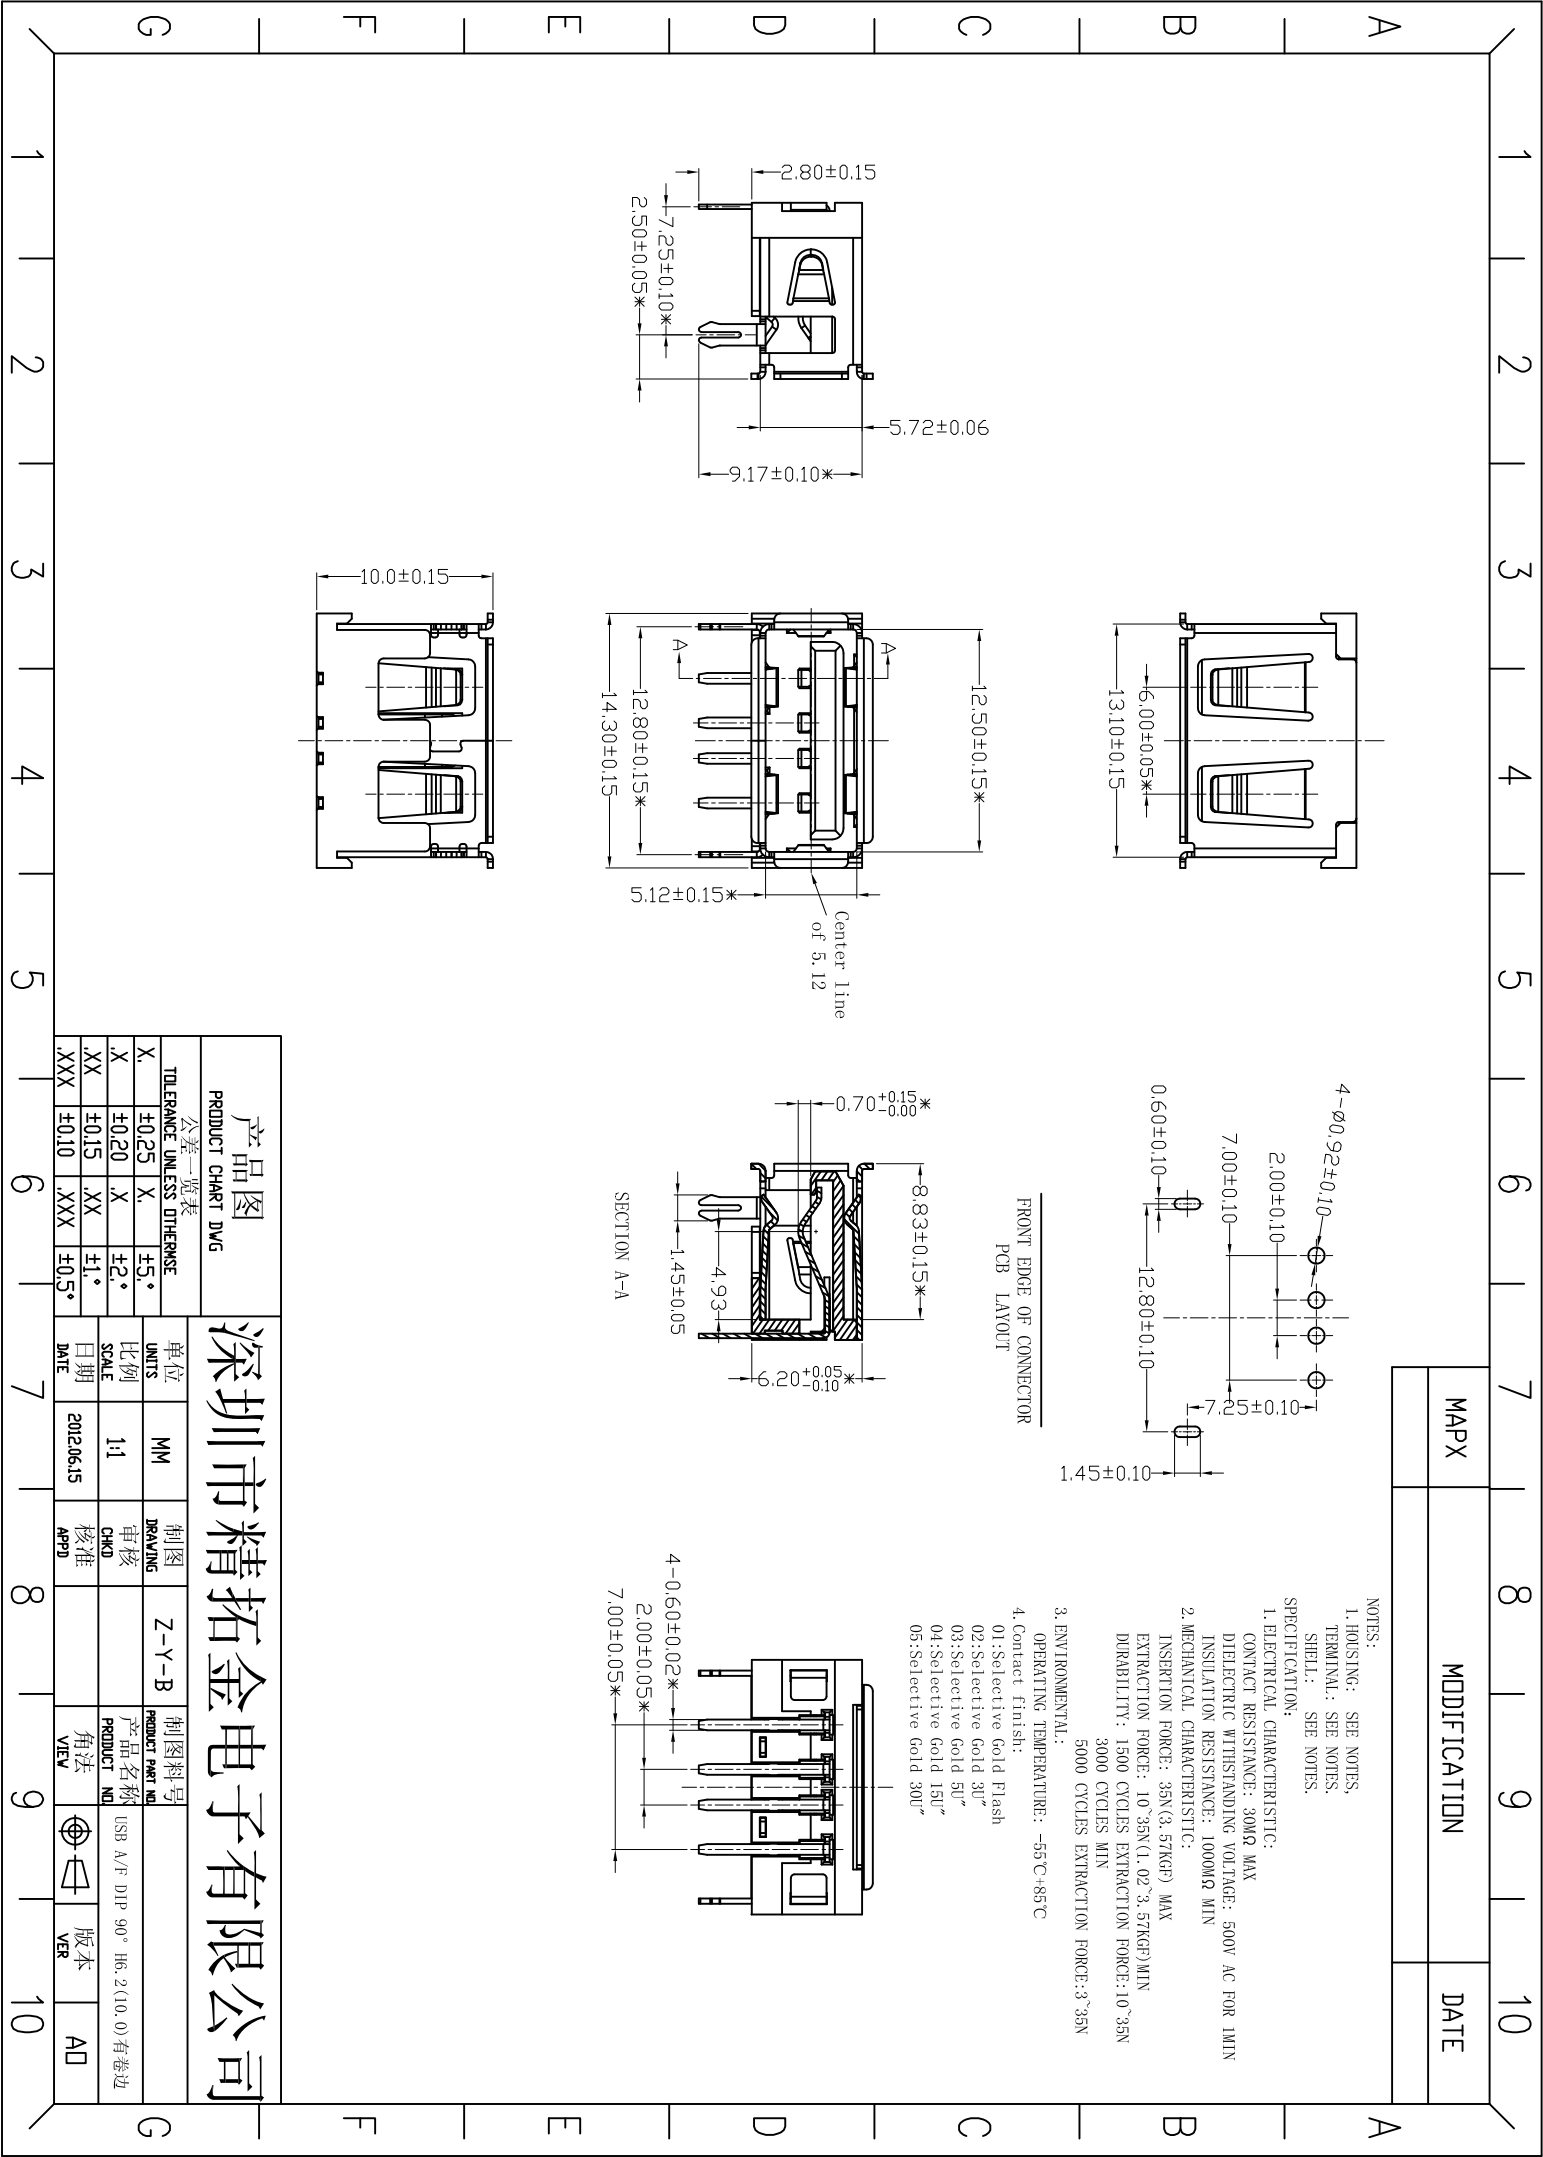 1 2 3 4 5 6 7 8 9 10
A B C D E F G
MAPX MODIFICATION DATE
NOTES:
1.HOUSING: SEE NOTES,
TERMINAL: SEE NOTES.
SHELL: SEE NOTES.
SPECIFICATION:
1.ELECTRICAL CHARACTERISTIC:
CONTACT RESISTANCE: 30MΩ MAX
DIELECTRIC WITHSTANDING VOLTAGE: 500V AC FOR 1MIN
INSULATION RESISTANCE: 1000MΩ MIN
2.MECHANICAL CHARACTERISTIC:
INSERTION FORCE: 35N(3.57KGF) MAX
EXTRACTION FORCE: 10~35N(1.02~3.57KGF)MIN
DURABILITY: 1500 CYCLES EXTRACTION FORCE:10~35N
3000 CYCLES MIN
5000 CYCLES EXTRACTION FORCE:3~35N
3.ENVIRONMENTAL:
OPERATING TEMPERATURE: -55℃+85℃
4.Contact finish:
01:Selective Gold Flash
02:Selective Gold 3U"
03:Selective Gold 5U"
04:Selective Gold 15U"
05:Selective Gold 30U"
2.80±0.15
7.25±0.10*
2.50±0.05*
5.72±0.06
9.17±0.10*
6.00±0.05*
13.10±0.15
12.50±0.15*
A A
12.80±0.15*
14.30±0.15
5.12±0.15*
Center line
of 5.12
10.0±0.15
4-Ø0.92±0.10
2.00±0.10
7.00±0.10
0.60±0.10
12.80±0.10
7.25±0.10
1.45±0.10
FRONT EDGE OF CONNECTOR
PCB LAYOUT
8.83±0.15*
0.70+0.15-0.00*
4.93
1.45±0.05
6.20+0.05-0.10*
SECTION A-A
4-0.60±0.02*
2.00±0.05*
7.00±0.05*
产品图
PRODUCT CHART DWG
公差一览表
TOLERANCE UNLESS OTHERMSE
X. ±0.25 X. ±5.°
.X ±0.20 .X ±2.°
.XX ±0.15 .XX ±1.°
.XXX ±0.10 .XXX ±0.5°
深圳市精拓金电子有限公司
单位 UNITS MM 制图 DRAWING Z-Y-B 制图料号 PRODUCT PART NO.
比例 SCALE 1:1 审核 CHKD 产品名称 PRODUCT NO. USB A/F DIP 90° H6.2(10.0)有卷边
日期 DATE 2012.06.15 核准 APPD 角法 VIEW 版本 VER AO
1 2 3 4 5 6 7 8 9 10
A B C D E F G